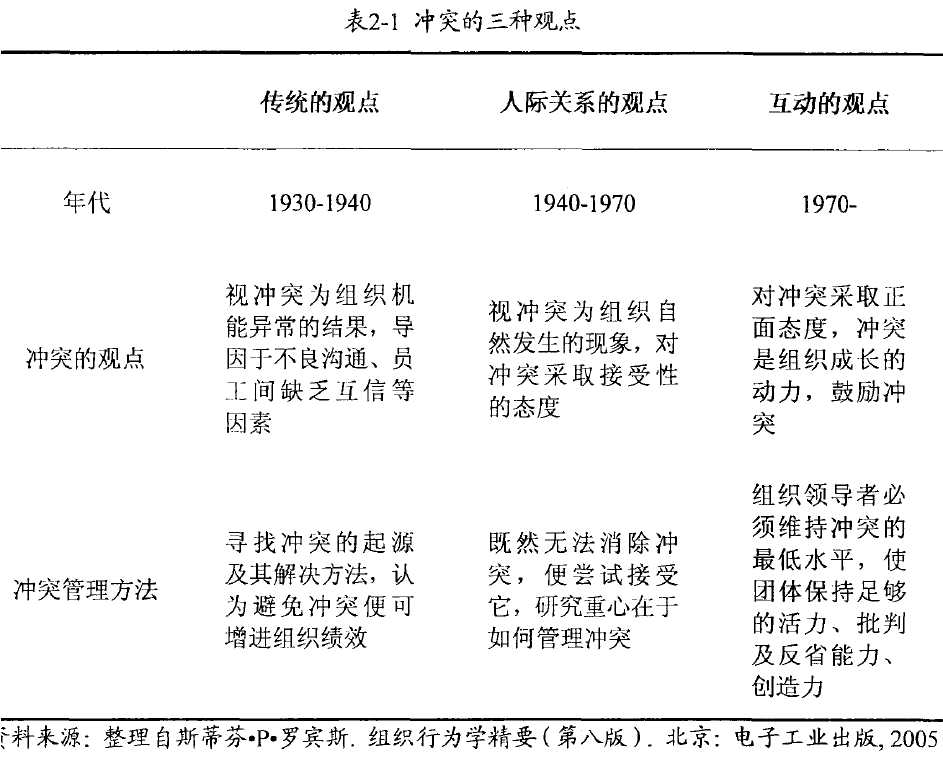 表2-1 冲突的三种观点
传统的观点 人际关系的观点 互动的观点
年代 1930-1940 1940-1970 1970-
冲突的观点
视冲突为组织机
能异常的结果，导
因于不良沟通、员
工间缺乏互信等
因素
视冲突为组织自
然发生的现象，对
冲突采取接受性
的态度
对冲突采取正
面态度，冲突
是组织成长的
动力，鼓励冲
突
冲突管理方法
寻找冲突的起源
及其解决方法，认
为避免冲突便可
增进组织绩效
既然无法消除冲
突，便尝试接受
它，研究重心在于
如何管理冲突
组织领导者必
须维持冲突的
最低水平，使
团体保持足够
的活力、批判
及反省能力、
创造力
资料来源：整理自斯蒂芬•P•罗宾斯. 组织行为学精要（第八版）. 北京：电子工业出版, 2005